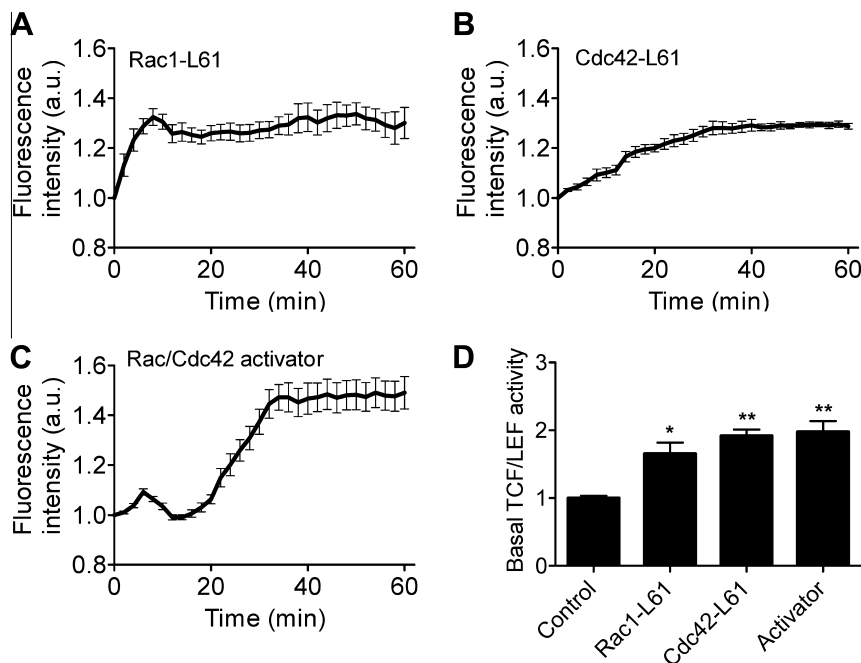 A
Rac1-L61
Fluorescence
intensity (a.u.)
1.6
1.4
1.2
1.0
0.8
0
20
40
60
Time (min)
B
Cdc42-L61
Fluorescence
intensity (a.u.)
1.6
1.4
1.2
1.0
0.8
0
20
40
60
Time (min)
C
Rac/Cdc42 activator
Fluorescence
intensity (a.u.)
1.6
1.4
1.2
1.0
0.8
0
20
40
60
Time (min)
D
Basal TCF/LEF activity
3
2
1
0
*
**
**
Control
Rac1-L61
Cdc42-L61
Activator